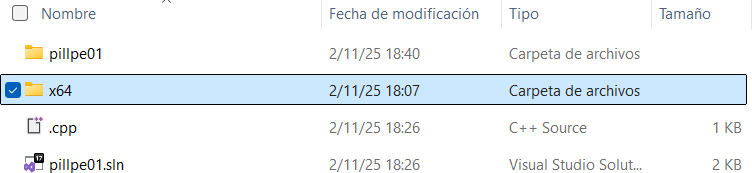 Nombre Fecha de modificación Tipo Tamaño
pillpe01 2/11/25 18:40 Carpeta de archivos
x64 2/11/25 18:07 Carpeta de archivos
.cpp 2/11/25 18:26 C++ Source 1 KB
17
pillpe01.sln 2/11/25 18:26 Visual Studio Solut... 2 KB